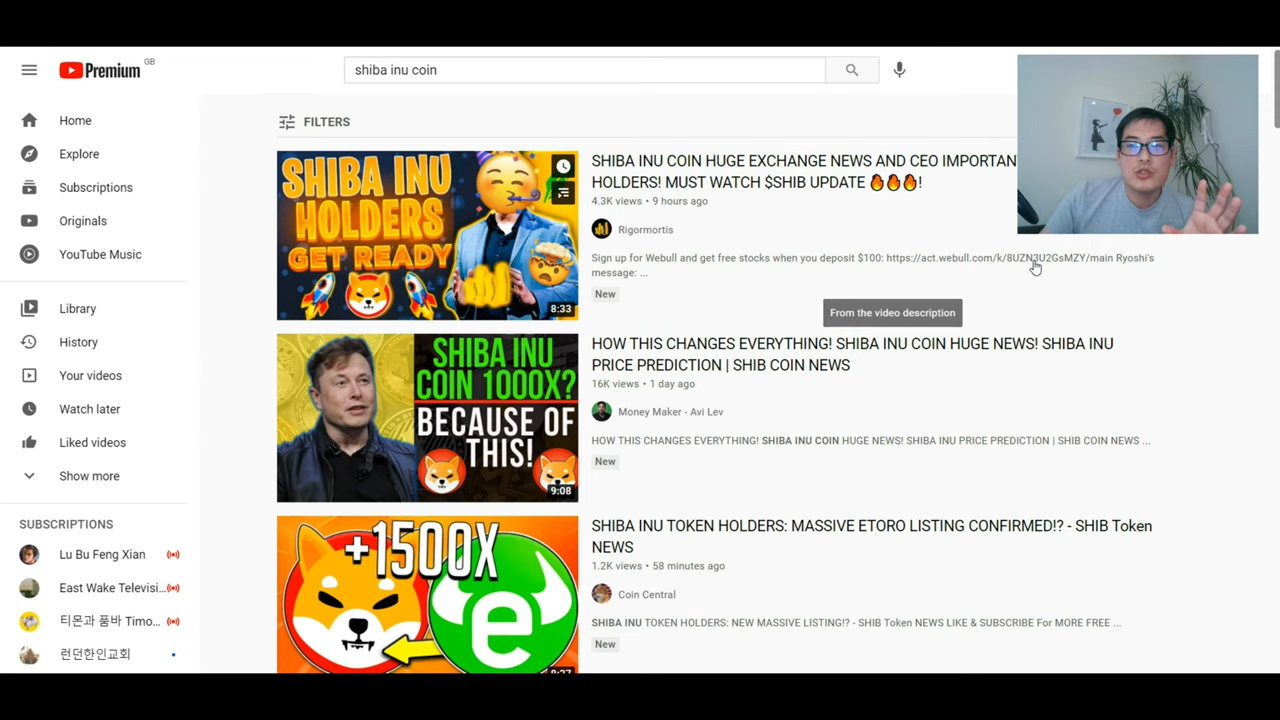 Premium GB
shiba inu coin
Home
Explore
Subscriptions
Originals
YouTube Music
Library
History
Your videos
Watch later
Liked videos
Show more
SUBSCRIPTIONS
Lu Bu Feng Xian
East Wake Televisi...
티몬과 품바 Timo...
런던한인교회
FILTERS
SHIBA INU
HOLDERS
GET READY
8:33
SHIBA INU COIN HUGE EXCHANGE NEWS AND CEO IMPORTAN
HOLDERS! MUST WATCH $SHIB UPDATE 🔥🔥🔥!
4.3K views • 9 hours ago
Rigormortis
Sign up for Webull and get free stocks when you deposit $100: https://act.webull.com/k/8UZN3U2GsMZY/main Ryoshi's
message: ...
New
From the video description
SHIBA INU
COIN 1000X?
BECAUSE OF
THIS!
9:08
HOW THIS CHANGES EVERYTHING! SHIBA INU COIN HUGE NEWS! SHIBA INU
PRICE PREDICTION | SHIB COIN NEWS
16K views • 1 day ago
Money Maker - Avi Lev
HOW THIS CHANGES EVERYTHING! SHIBA INU COIN HUGE NEWS! SHIBA INU PRICE PREDICTION | SHIB COIN NEWS ...
New
+1500X
e
SHIBA INU TOKEN HOLDERS: MASSIVE ETORO LISTING CONFIRMED!? - SHIB Token
NEWS
1.2K views • 58 minutes ago
Coin Central
SHIBA INU TOKEN HOLDERS: NEW MASSIVE LISTING!? - SHIB Token NEWS LIKE & SUBSCRIBE For MORE FREE ...
New